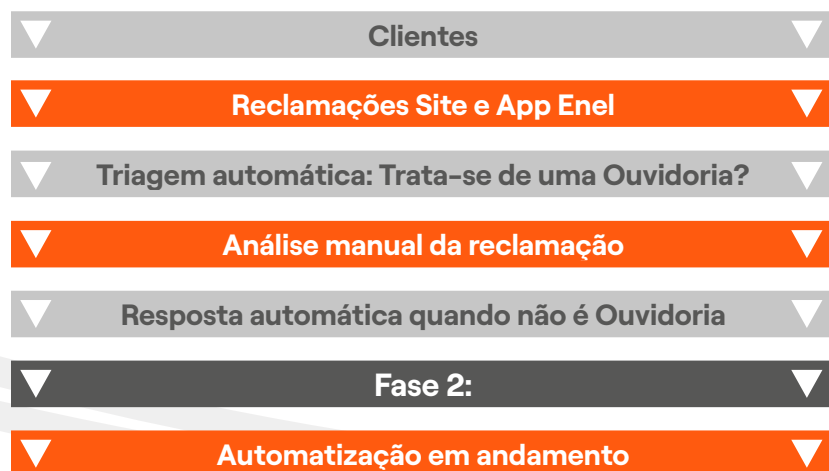 Clientes
Reclamações Site e App Enel
Triagem automática: Trata-se de uma Ouvidoria?
Análise manual da reclamação
Resposta automática quando não é Ouvidoria
Fase 2:
Automatização em andamento